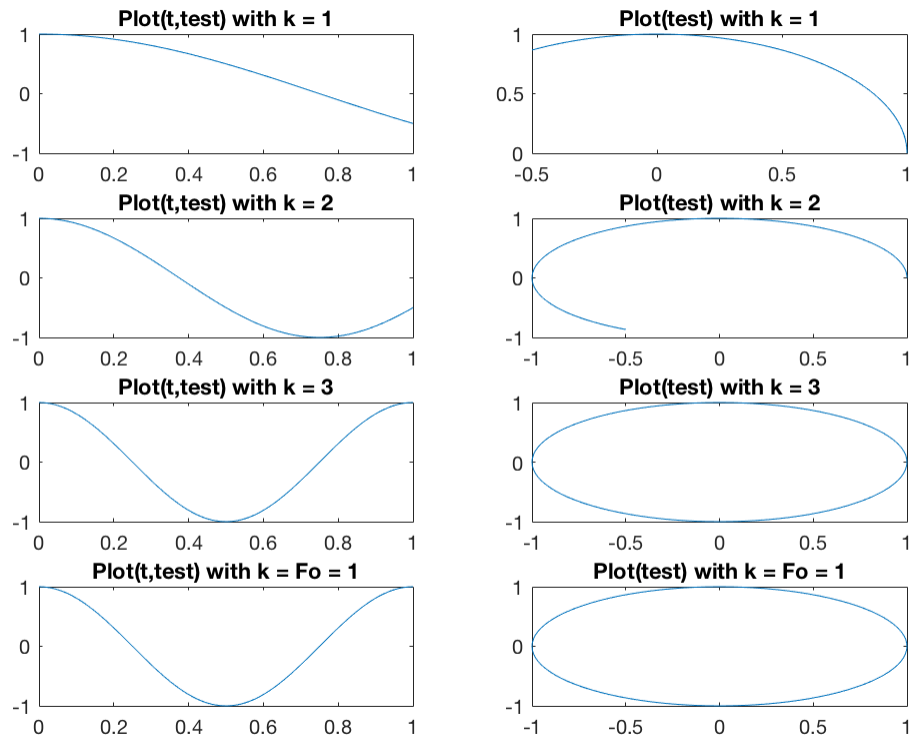 Plot(t,test) with k = 1
1
0
-1
0 0.2 0.4 0.6 0.8 1
Plot(test) with k = 1
1
0.5
0
-0.5 0 0.5 1
Plot(t,test) with k = 2
1
0
-1
0 0.2 0.4 0.6 0.8 1
Plot(test) with k = 2
1
0
-1
-1 -0.5 0 0.5 1
Plot(t,test) with k = 3
1
0
-1
0 0.2 0.4 0.6 0.8 1
Plot(test) with k = 3
1
0
-1
-1 -0.5 0 0.5 1
Plot(t,test) with k = Fo = 1
1
0
-1
0 0.2 0.4 0.6 0.8 1
Plot(test) with k = Fo = 1
1
0
-1
-1 -0.5 0 0.5 1